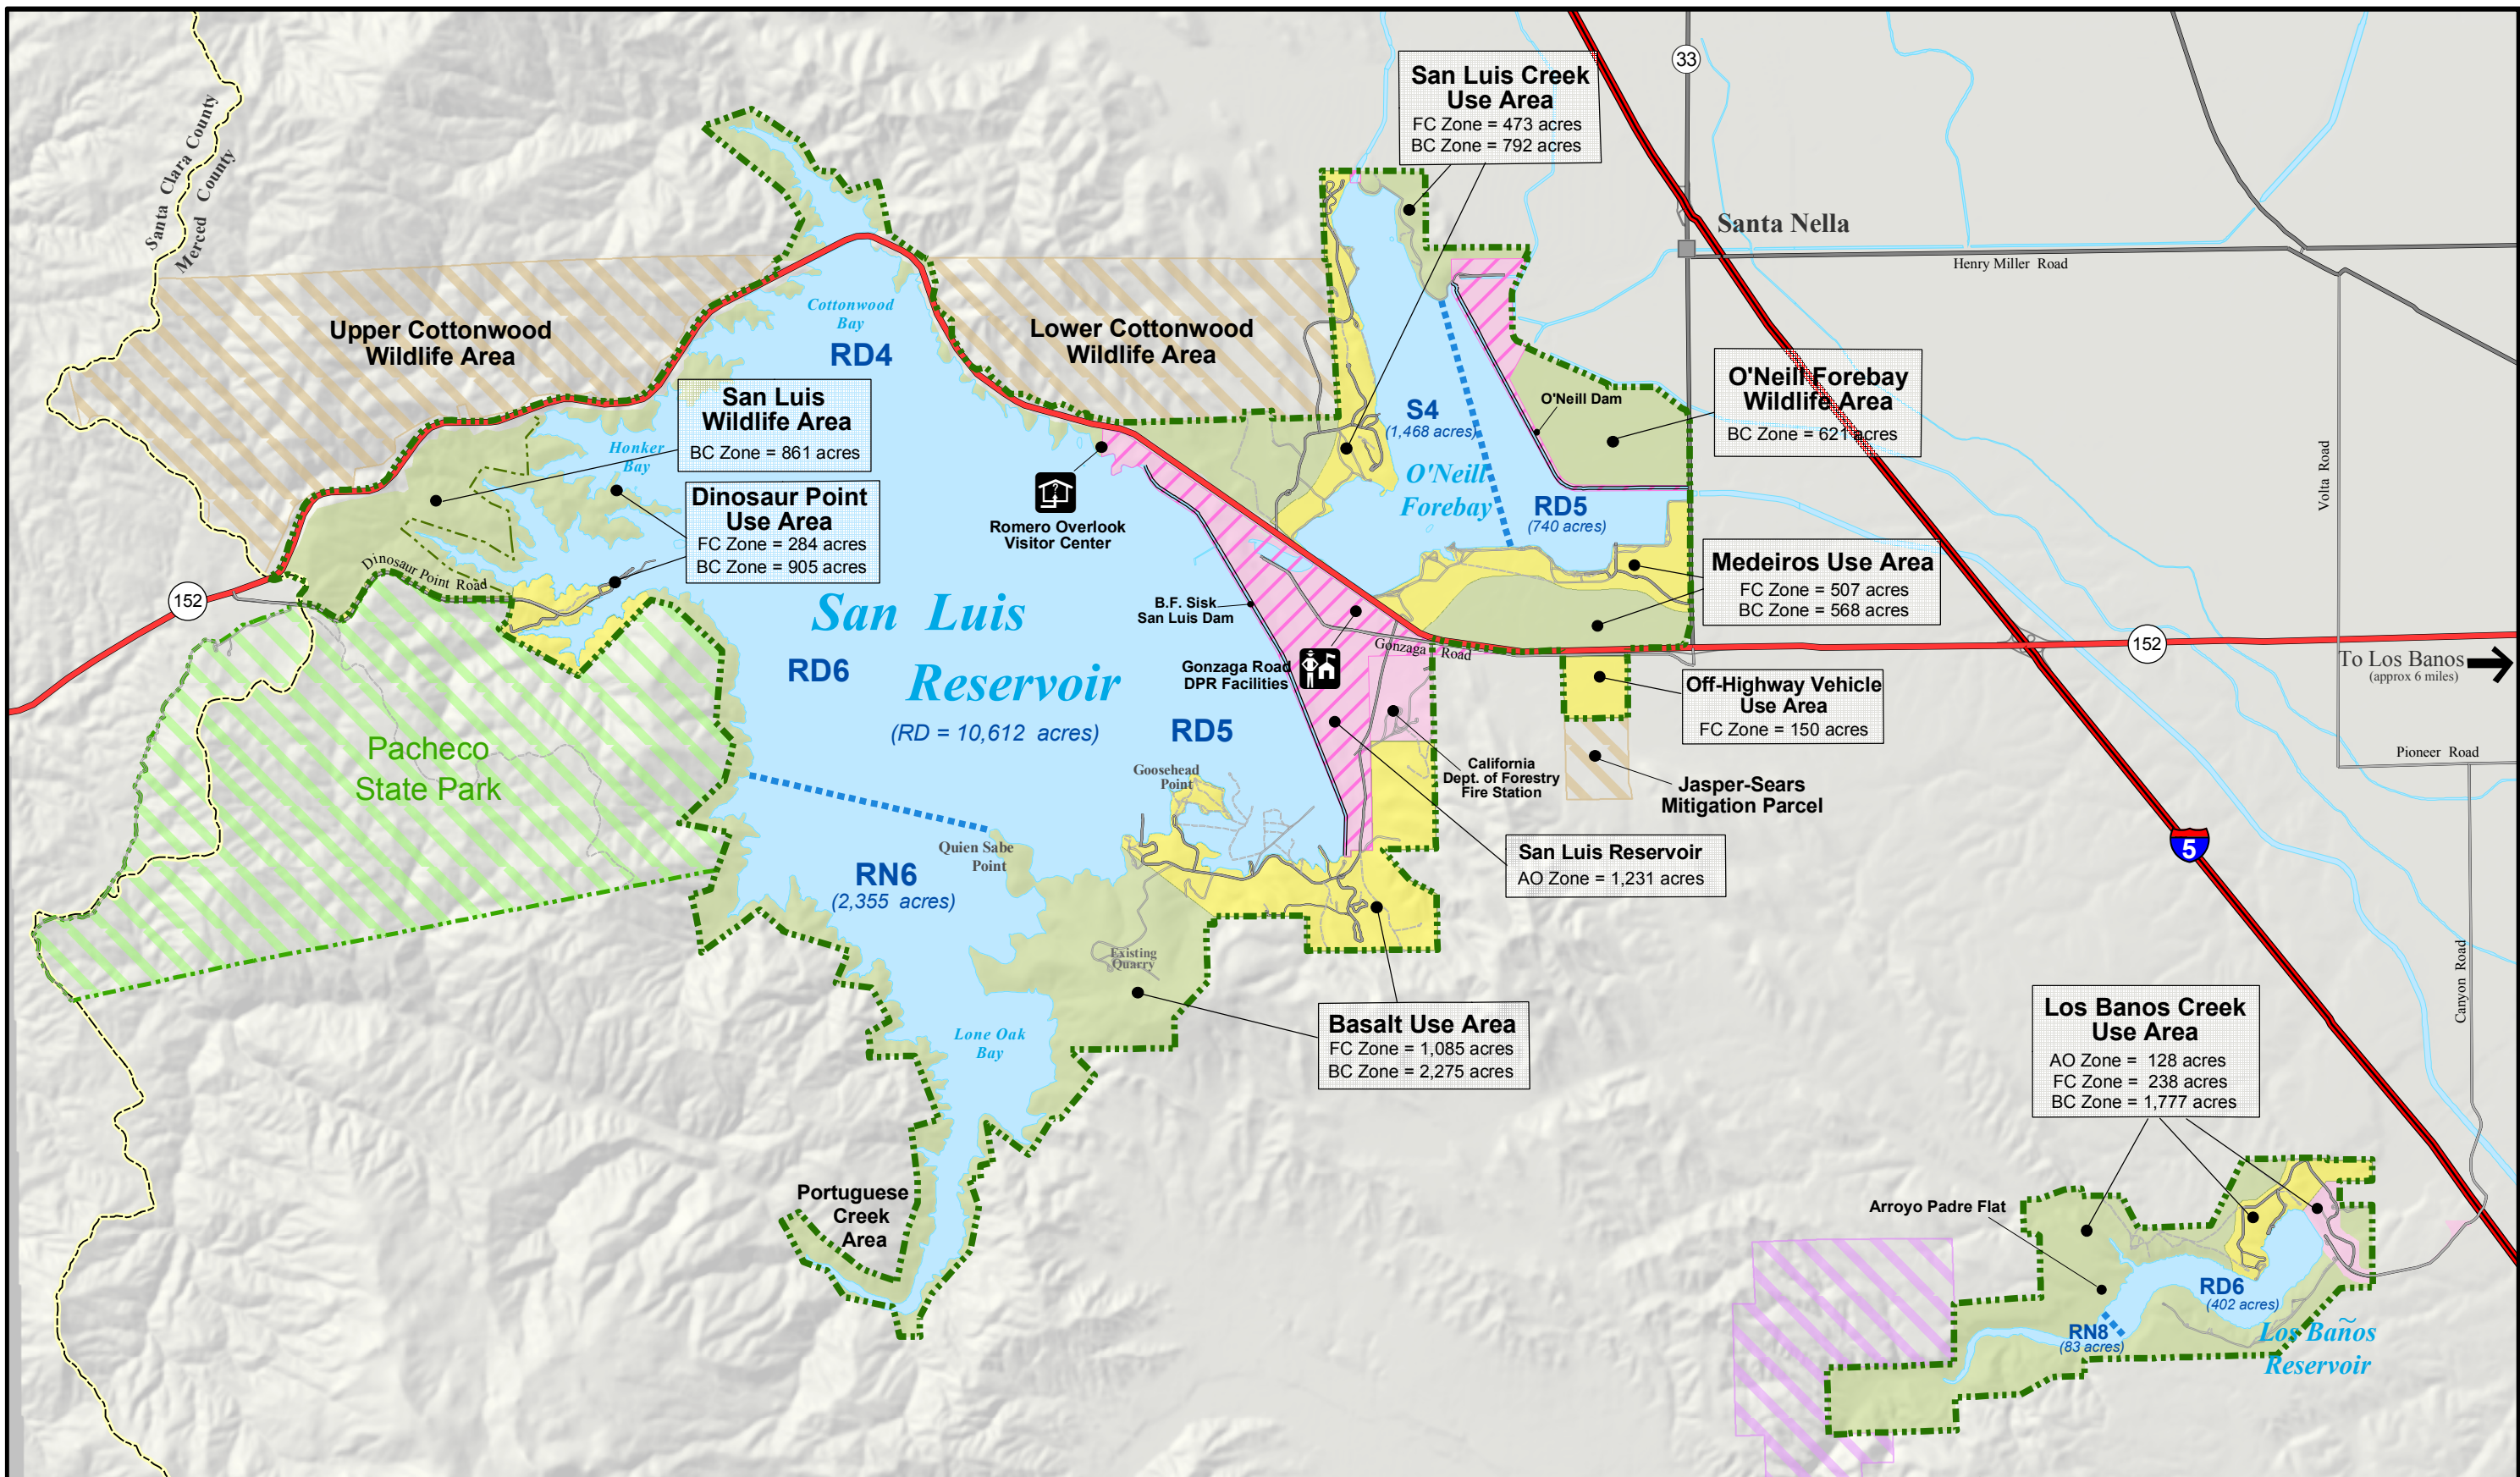 San Luis Creek
Use Area
FC Zone = 473 acres
BC Zone = 792 acres
33
Santa Clara County
Merced County
Santa Nella
Henry Miller Road
Cottonwood
Bay
RD4
Upper Cottonwood
Wildlife Area
Lower Cottonwood
Wildlife Area
San Luis
Wildlife Area
BC Zone = 861 acres
Honker
Bay
Dinosaur Point
Use Area
FC Zone = 284 acres
BC Zone = 905 acres
Dinosaur Point Road
152
O'Neill Dam
O'Neill Forebay
Wildlife Area
BC Zone = 621 acres
S4
(1,468 acres)
O'Neill
Forebay
RD5
(740 acres)
Volta Road
Romero Overlook
Visitor Center
Medeiros Use Area
FC Zone = 507 acres
BC Zone = 568 acres
San Luis
Reservoir
(RD = 10,612 acres)
RD6
RD5
B.F. Sisk
San Luis Dam
Gonzaga Road
DPR Facilities
Gonzaga Road
152
To Los Banos
(approx 6 miles)
Off-Highway Vehicle
Use Area
FC Zone = 150 acres
Pacheco
State Park
Pioneer Road
California
Dept. of Forestry
Fire Station
Goosehead
Point
Jasper-Sears
Mitigation Parcel
San Luis Reservoir
AO Zone = 1,231 acres
5
Quien Sabe
Point
RN6
(2,355 acres)
Existing
Quarry
Canyon Road
Lone Oak
Bay
Basalt Use Area
FC Zone = 1,085 acres
BC Zone = 2,275 acres
Los Banos Creek
Use Area
AO Zone = 128 acres
FC Zone = 238 acres
BC Zone = 1,777 acres
Portuguese
Creek
Area
Arroyo Padre Flat
RD6
(402 acres)
RN8
(83 acres)
Los Baños
Reservoir